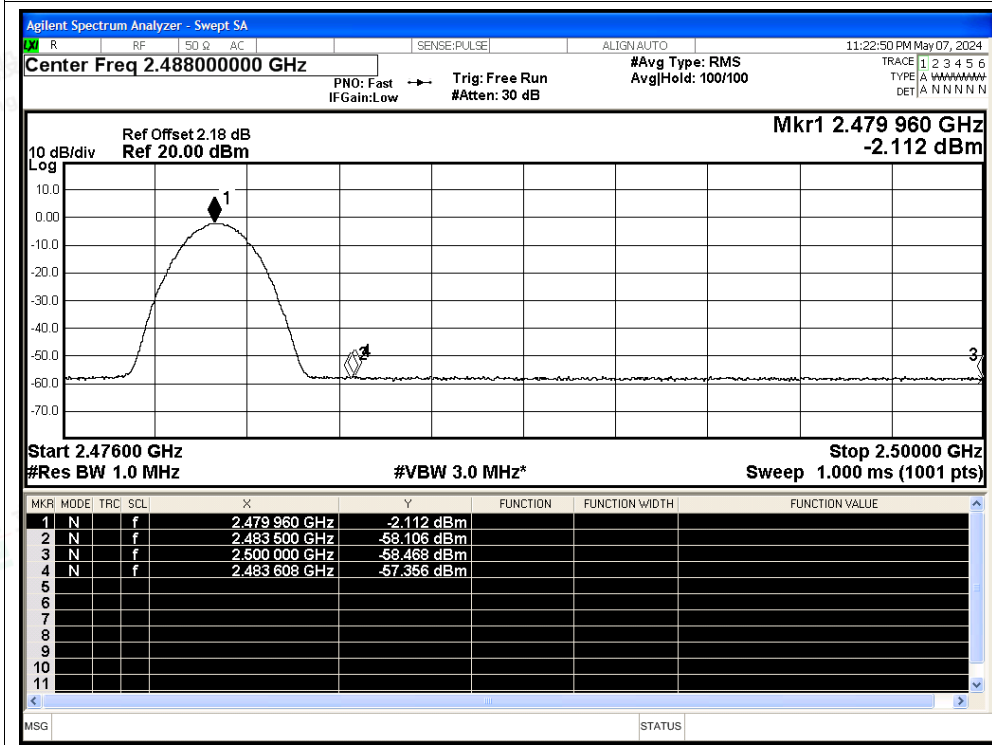 Agilent Spectrum Analyzer - Swept SA
LXI R RF 50 Ω AC SENSE:PULSE ALIGN AUTO 11:22:50 PM May 07, 2024
Center Freq 2.488000000 GHz
PNO: Fast
IFGain:Low
Trig: Free Run
#Atten: 30 dB
#Avg Type: RMS
Avg|Hold: 100/100
TRACE 1 2 3 4 5 6
TYPE A WWWWW
DET A N N N N N
Mkr1 2.479 960 GHz
-2.112 dBm
Ref Offset 2.18 dB
10 dB/div Ref 20.00 dBm
Log
10.0
0.00
-10.0
-20.0
-30.0
-40.0
-50.0
-60.0
-70.0
1
2 4
3
Start 2.47600 GHz Stop 2.50000 GHz
#Res BW 1.0 MHz #VBW 3.0 MHz* Sweep 1.000 ms (1001 pts)
MKR MODE TRC SCL X Y FUNCTION FUNCTION WIDTH FUNCTION VALUE
1 N f 2.479 960 GHz -2.112 dBm
2 N f 2.483 500 GHz -58.106 dBm
3 N f 2.500 000 GHz -58.468 dBm
4 N f 2.483 608 GHz -57.356 dBm
5
6
7
8
9
10
11
MSG STATUS